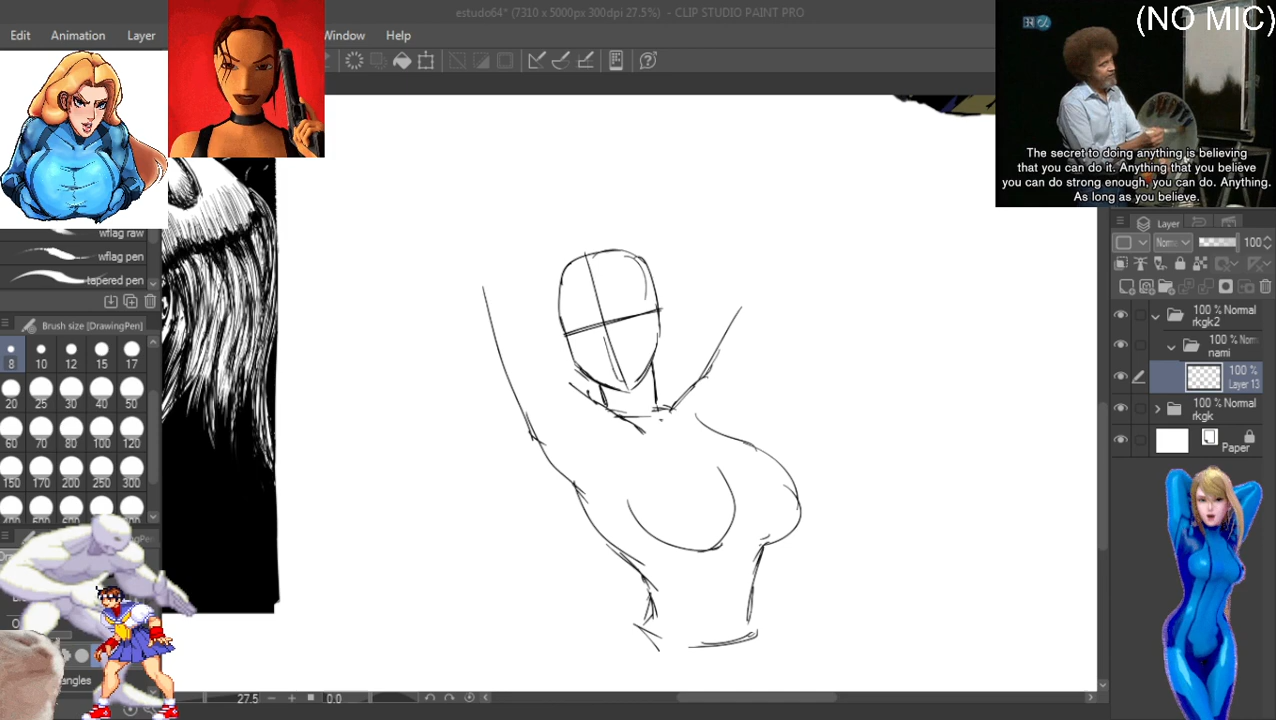 estudo64* (7310 x 5000px 300dpi 27.5%) - CLIP STUDIO PAINT PRO
(NO MIC)
Edit Animation Layer Window Help
The secret to doing anything is believing
that you can do it. Anything that you believe
you can do strong enough, you can do. Anything.
As long as you believe.
wflag raw
wflag pen
tapered pen
Brush size [DrawingPen]
8 10 12 15 17
20 25 30 40 50
60 70 80 100 120
150 170 200 250 300
Layer
100
100 % Normal
rkgk2
nami
100 %
Layer 13
100 % Normal
rkgk
Paper
angles
27.5
0.0